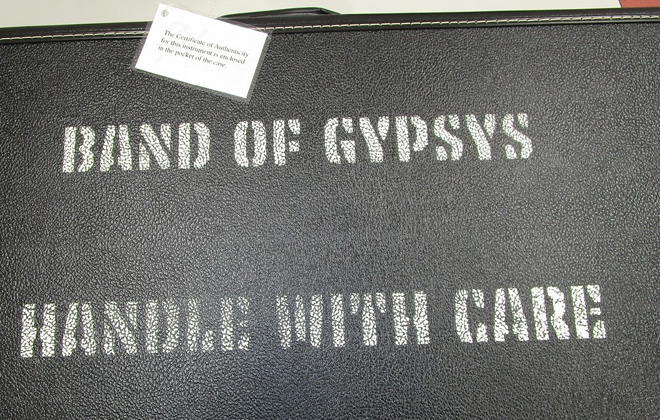 The Certificate of Authenticity
for this instrument is enclosed
in the pocket of the case.
BAND OF GYPSYS
HANDLE WITH CARE